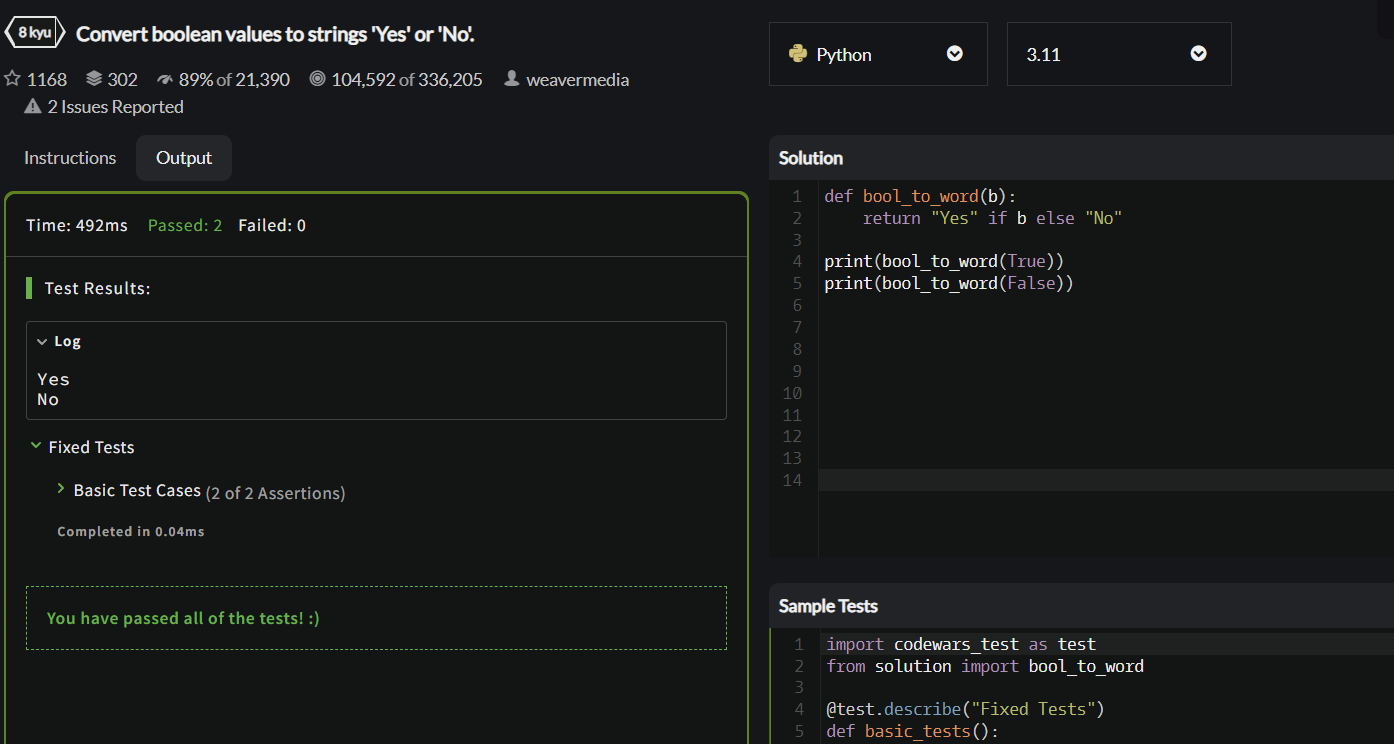 8 kyu Convert boolean values to strings 'Yes' or 'No'.
1168 302 89% of 21,390 104,592 of 336,205 weavermedia
2 Issues Reported
Instructions Output
Time: 492ms Passed: 2 Failed: 0
Test Results:
Log
Yes
No
Fixed Tests
Basic Test Cases (2 of 2 Assertions)
Completed in 0.04ms
You have passed all of the tests! :)
Python 3.11
Solution
1 def bool_to_word(b):
2     return "Yes" if b else "No"
3
4 print(bool_to_word(True))
5 print(bool_to_word(False))
6
7
8
9
10
11
12
13
14
Sample Tests
1 import codewars_test as test
2 from solution import bool_to_word
3
4 @test.describe("Fixed Tests")
5 def basic_tests():